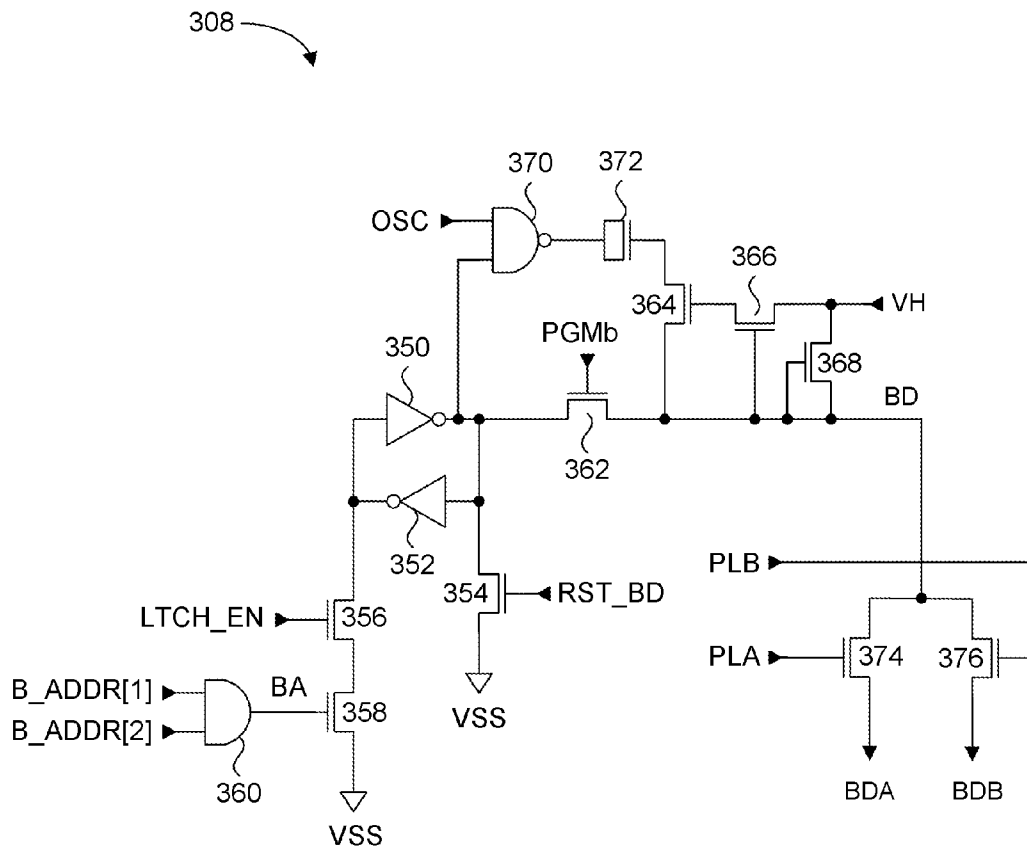 308
370
372
OSC
366
364
VH
PGMb
368
350
BD
362
352
354
RST_BD
PLB
LTCH_EN
356
PLA
374
376
B_ADDR[1]
BA
358
B_ADDR[2]
VSS
360
BDA
BDB
VSS